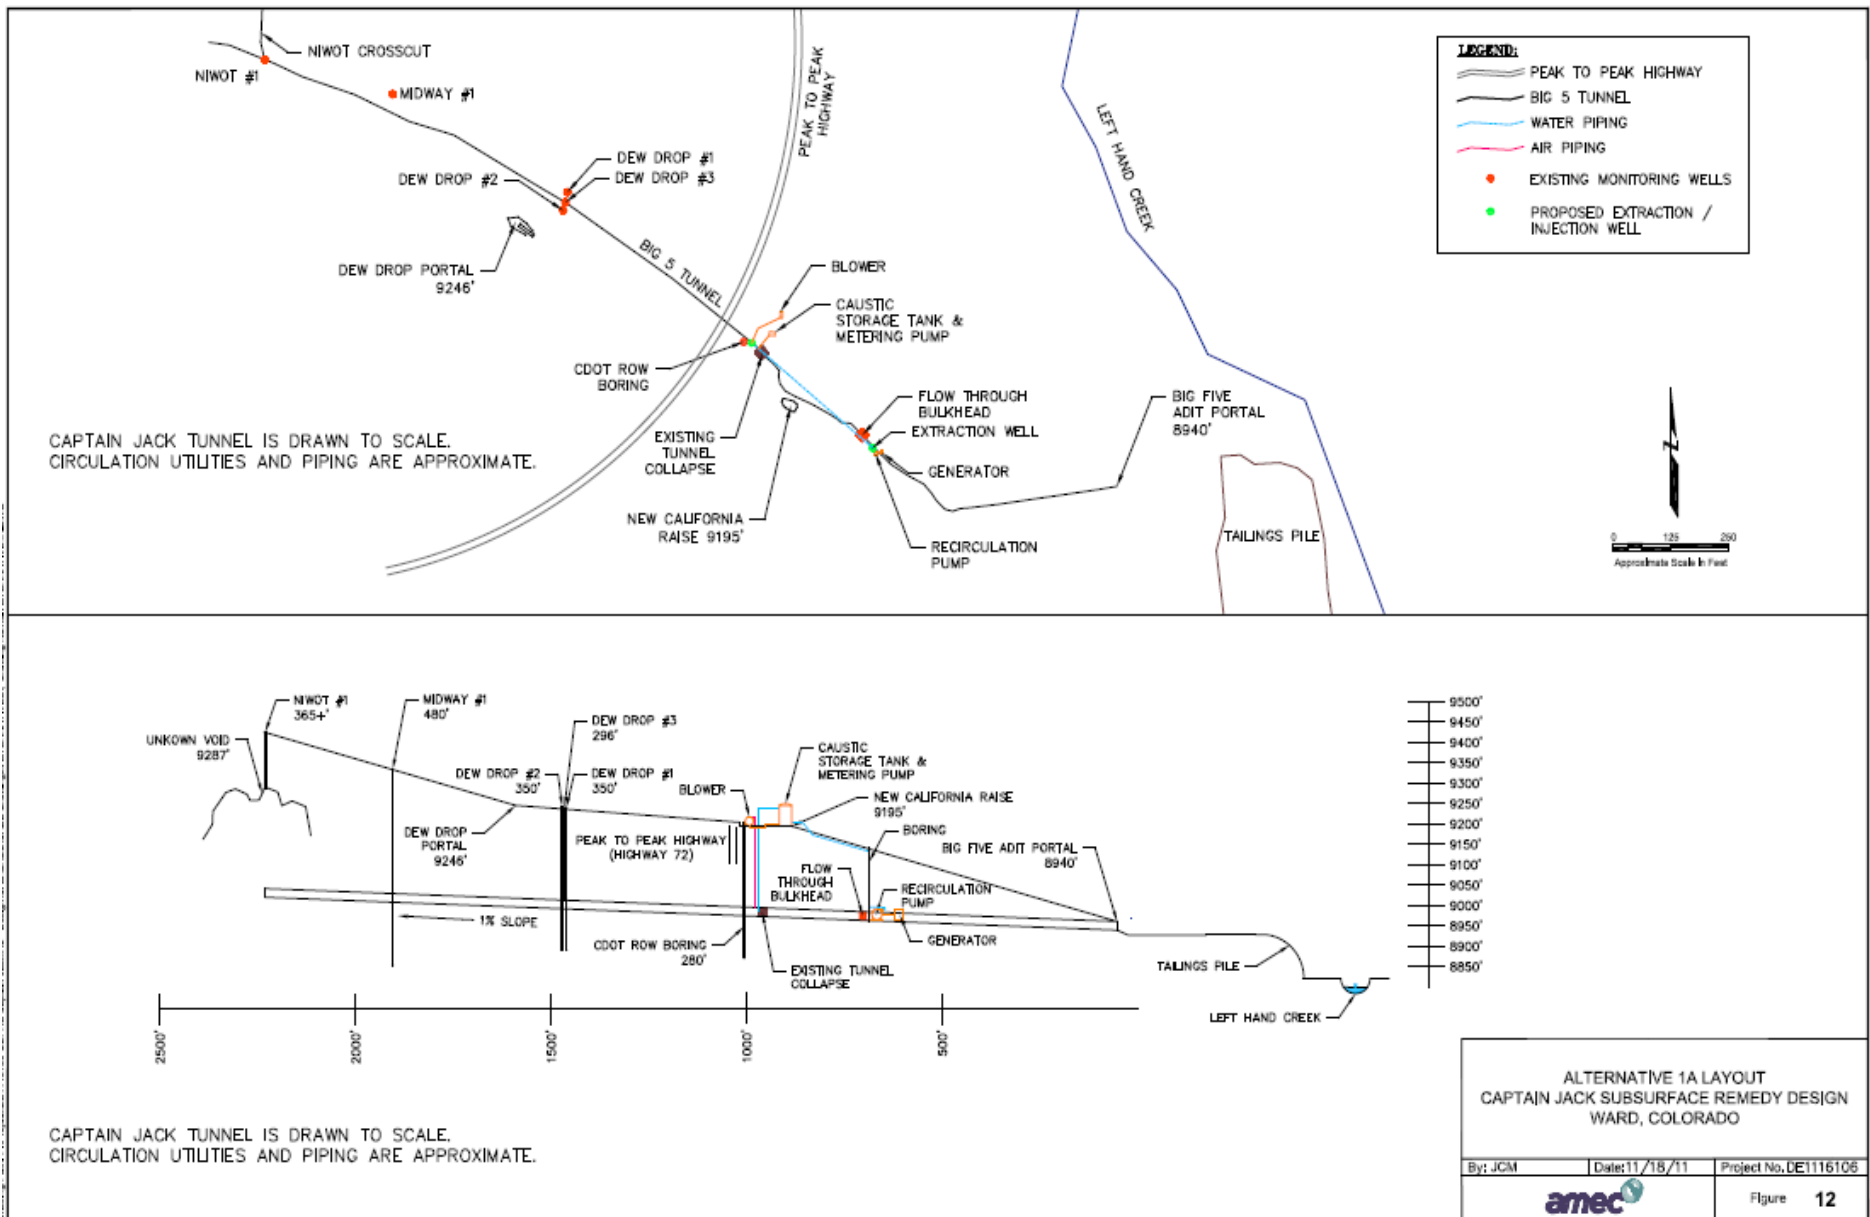 NIWOT CROSSCUT
NIWOT #1
MIDWAY #1
DEW DROP #1
DEW DROP #2
DEW DROP #3
DEW DROP PORTAL
9246'
BIG 5 TUNNEL
PEAK TO PEAK
HIGHWAY
LEFT HAND CREEK
BLOWER
CAUSTIC
STORAGE TANK &
METERING PUMP
CDOT ROW
BORING
EXISTING
TUNNEL
COLLAPSE
FLOW THROUGH
BULKHEAD
EXTRACTION WELL
GENERATOR
BIG FIVE
ADIT PORTAL
8940'
NEW CALIFORNIA
RAISE 9195'
RECIRCULATION
PUMP
TAILINGS PILE
CAPTAIN JACK TUNNEL IS DRAWN TO SCALE.
CIRCULATION UTILITIES AND PIPING ARE APPROXIMATE.
LEGEND:
PEAK TO PEAK HIGHWAY
BIG 5 TUNNEL
WATER PIPING
AIR PIPING
EXISTING MONITORING WELLS
PROPOSED EXTRACTION /
INJECTION WELL
Z
0 125 250
Approximate Scale In Feet
NIWOT #1
365+'
MIDWAY #1
480'
UNKOWN VOID
9287'
DEW DROP #3
296'
DEW DROP #2
350'
DEW DROP #1
350'
DEW DROP
PORTAL
9246'
BLOWER
CAUSTIC
STORAGE TANK &
METERING PUMP
NEW CALIFORNIA RAISE
9195'
PEAK TO PEAK HIGHWAY
(HIGHWAY 72)
BORING
BIG FIVE ADIT PORTAL
8940'
FLOW
THROUGH
BULKHEAD
RECIRCULATION
PUMP
1% SLOPE
CDOT ROW BORING
280'
GENERATOR
EXISTING TUNNEL
COLLAPSE
TAILINGS PILE
LEFT HAND CREEK
9500'
9450'
9400'
9350'
9300'
9250'
9200'
9150'
9100'
9050'
9000'
8950'
8900'
8850'
2500'
2000'
1500'
1000'
500'
CAPTAIN JACK TUNNEL IS DRAWN TO SCALE.
CIRCULATION UTILITIES AND PIPING ARE APPROXIMATE.
ALTERNATIVE 1A LAYOUT
CAPTAIN JACK SUBSURFACE REMEDY DESIGN
WARD, COLORADO
By: JCM Date:11/18/11 Project No.DE1116106
amec Figure 12